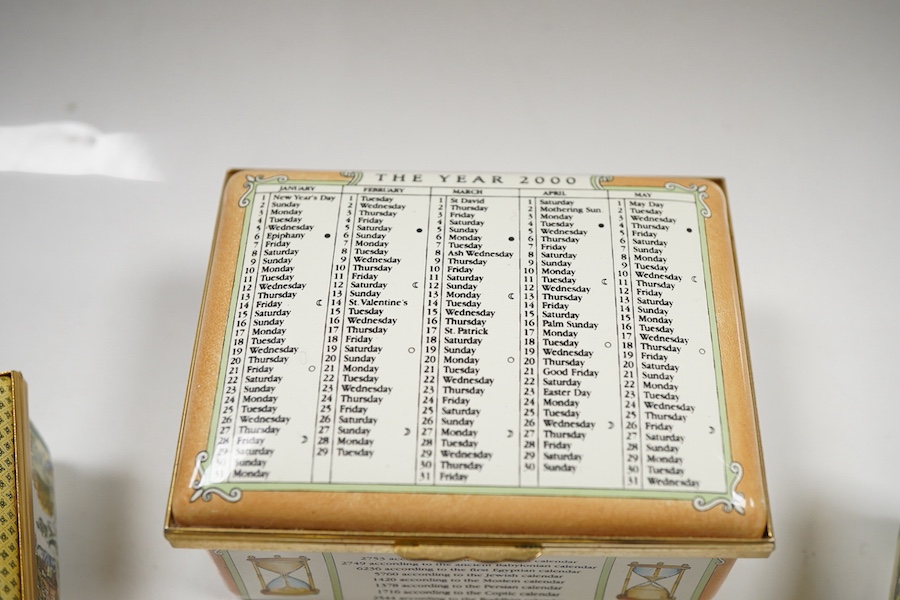 THE YEAR 2000
JANUARY
1 New Year's Day
2 Sunday
3 Monday
4 Tuesday
5 Wednesday
6 Epiphany
7 Friday
8 Saturday
9 Sunday
10 Monday
11 Tuesday
12 Wednesday
13 Thursday
14 Friday
15 Saturday
16 Sunday
17 Monday
18 Tuesday
19 Wednesday
20 Thursday
21 Friday
22 Saturday
23 Sunday
24 Monday
25 Tuesday
26 Wednesday
27 Thursday
28 Friday
29 Saturday
30 Sunday
31 Monday
FEBRUARY
1 Tuesday
2 Wednesday
3 Thursday
4 Friday
5 Saturday
6 Sunday
7 Monday
8 Tuesday
9 Wednesday
10 Thursday
11 Friday
12 Saturday
13 Sunday
14 St. Valentine's
15 Tuesday
16 Wednesday
17 Thursday
18 Friday
19 Saturday
20 Sunday
21 Monday
22 Tuesday
23 Wednesday
24 Thursday
25 Friday
26 Saturday
27 Sunday
28 Monday
29 Tuesday
MARCH
1 St David
2 Thursday
3 Friday
4 Saturday
5 Sunday
6 Monday
7 Tuesday
8 Ash Wednesday
9 Thursday
10 Friday
11 Saturday
12 Sunday
13 Monday
14 Tuesday
15 Wednesday
16 Thursday
17 St. Patrick
18 Saturday
19 Sunday
20 Monday
21 Tuesday
22 Wednesday
23 Thursday
24 Friday
25 Saturday
26 Sunday
27 Monday
28 Tuesday
29 Wednesday
30 Thursday
31 Friday
APRIL
1 Saturday
2 Mothering Sun.
3 Monday
4 Tuesday
5 Wednesday
6 Thursday
7 Friday
8 Saturday
9 Sunday
10 Monday
11 Tuesday
12 Wednesday
13 Thursday
14 Friday
15 Saturday
16 Palm Sunday
17 Monday
18 Tuesday
19 Wednesday
20 Thursday
21 Good Friday
22 Saturday
23 Easter Day
24 Monday
25 Tuesday
26 Wednesday
27 Thursday
28 Friday
29 Saturday
30 Sunday
MAY
1 May Day
2 Tuesday
3 Wednesday
4 Thursday
5 Friday
6 Saturday
7 Sunday
8 Monday
9 Tuesday
10 Wednesday
11 Thursday
12 Friday
13 Saturday
14 Sunday
15 Monday
16 Tuesday
17 Wednesday
18 Thursday
19 Friday
20 Saturday
21 Sunday
22 Monday
23 Tuesday
24 Wednesday
25 Thursday
26 Friday
27 Saturday
28 Sunday
29 Monday
30 Tuesday
31 Wednesday
2749 according to the ancient Babylonian calendar
6236 according to the first Egyptian calendar
5760 according to the Jewish calendar
1420 according to the Moslem calendar
1378 according to the Persian calendar
1716 according to the Coptic calendar